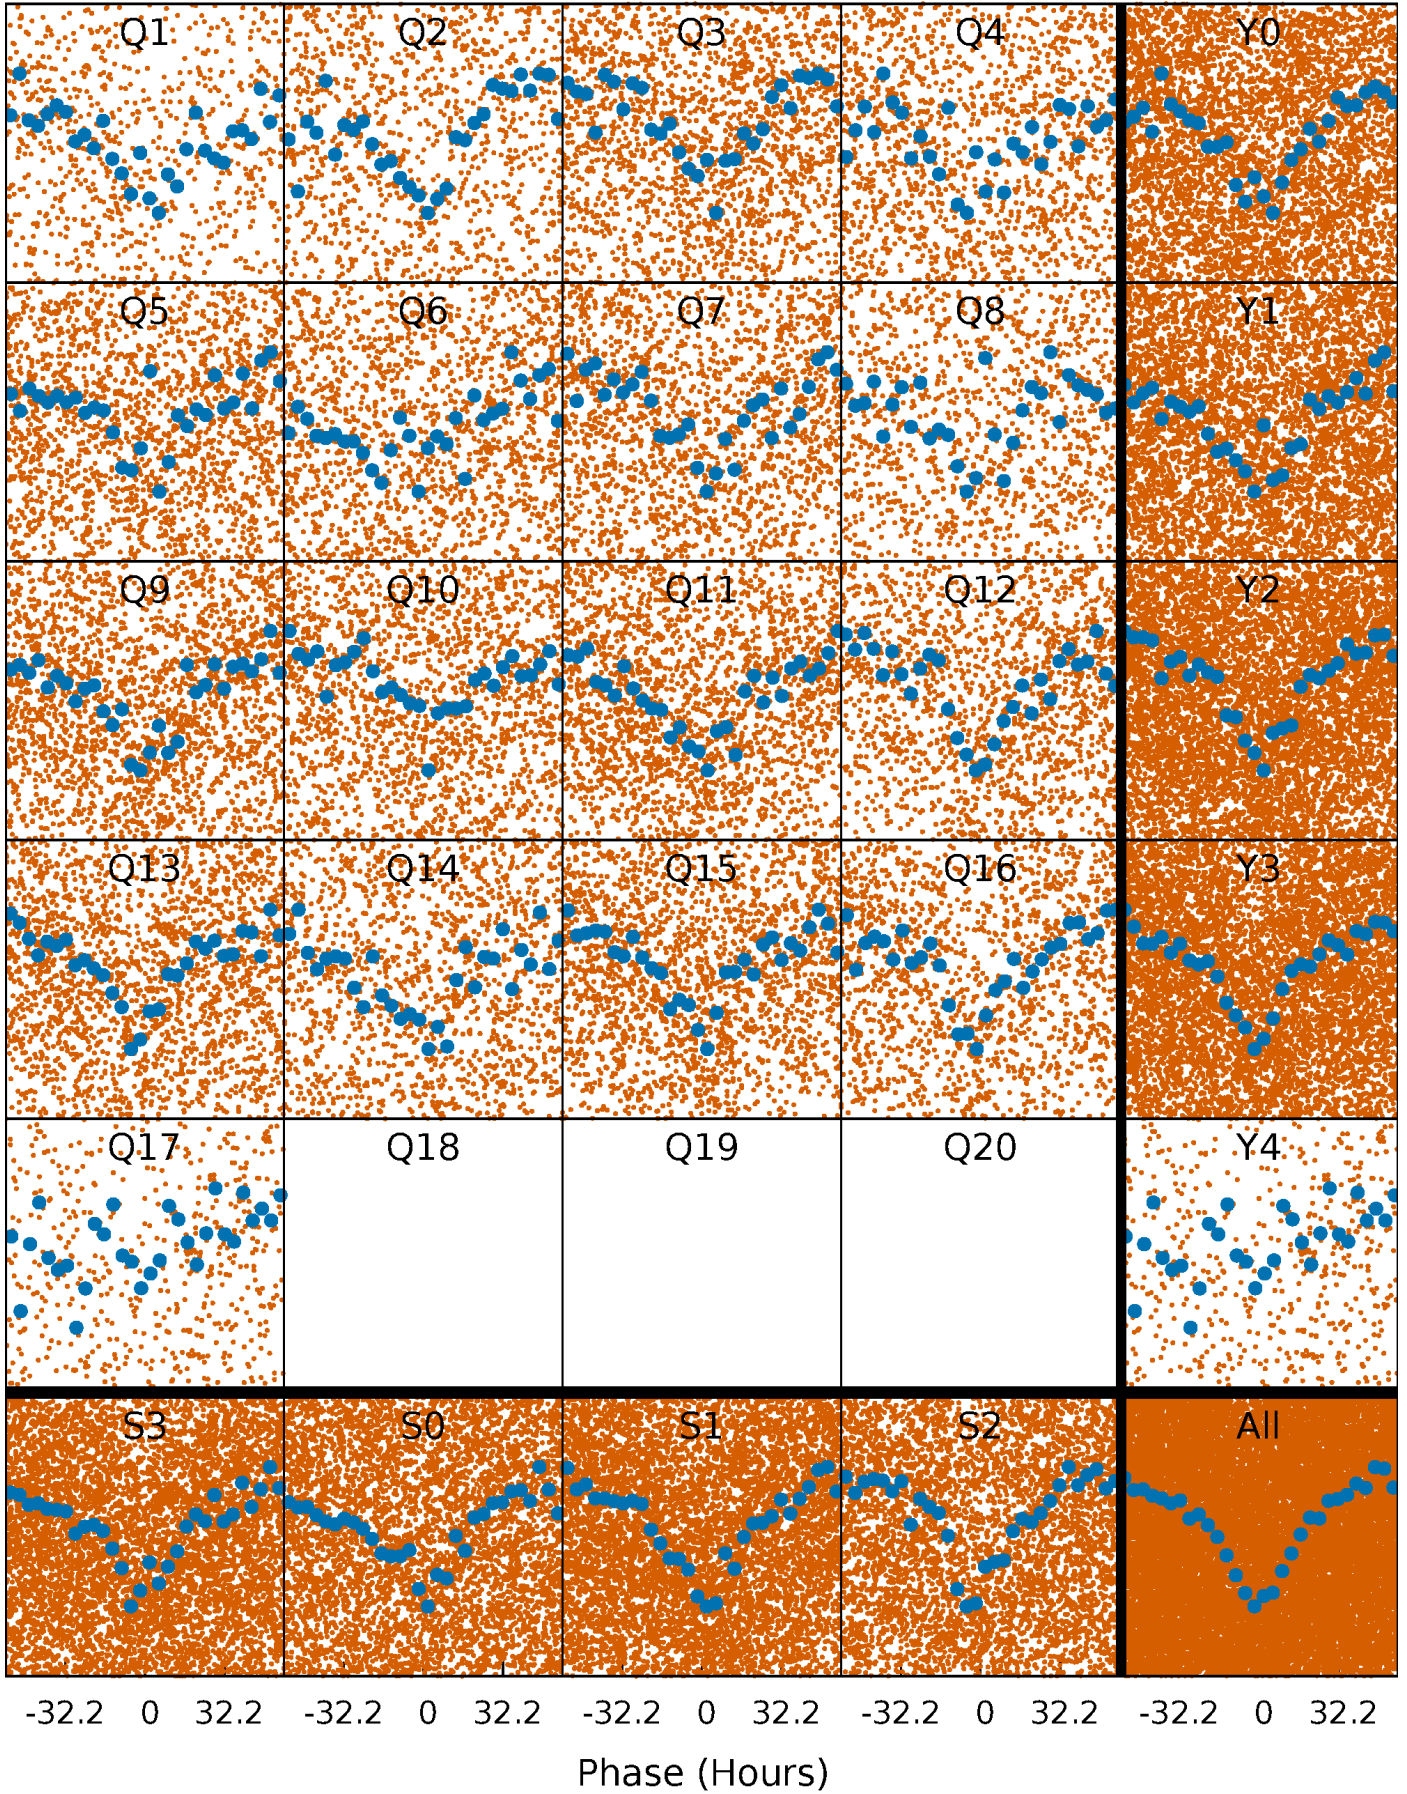 Q1 Q2 Q3 Q4 Y0
Q5 Q6 Q7 Q8 Y1
Q9 Q10 Q11 Q12 Y2
Q13 Q14 Q15 Q16 Y3
Q17 Q18 Q19 Q20 Y4
S3 S0 S1 S2 All
-32.2 0 32.2 -32.2 0 32.2 -32.2 0 32.2 -32.2 0 32.2 -32.2 0 32.2
Phase (Hours)